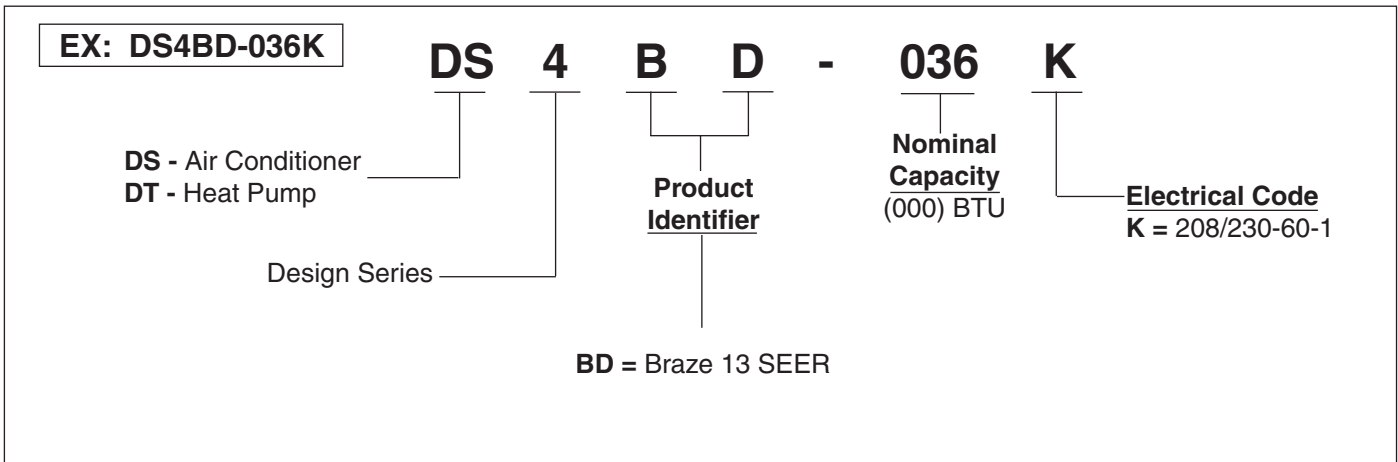 EX: DS4BD-036K
DS 4 B D - 036 K
DS - Air Conditioner
DT - Heat Pump
Design Series
Product
Identifier
BD = Braze 13 SEER
Nominal
Capacity
(000) BTU
Electrical Code
K = 208/230-60-1